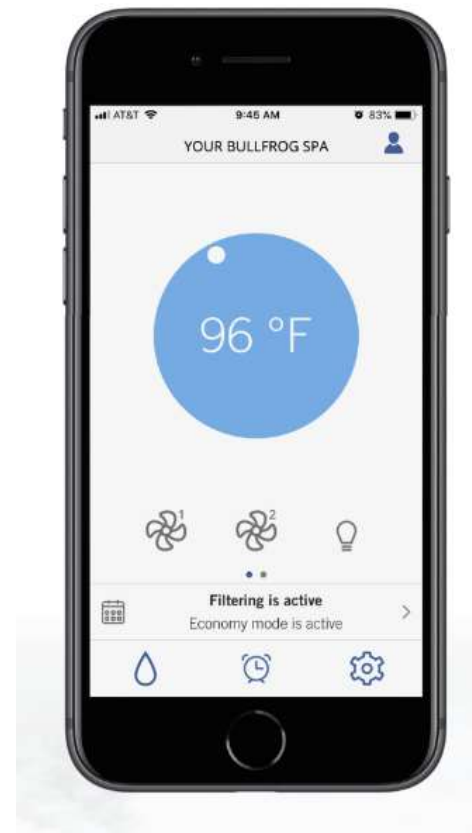 AT&T 9:45 AM 83%
YOUR BULLFROG SPA
96 °F
1 2
Filtering is active
Economy mode is active